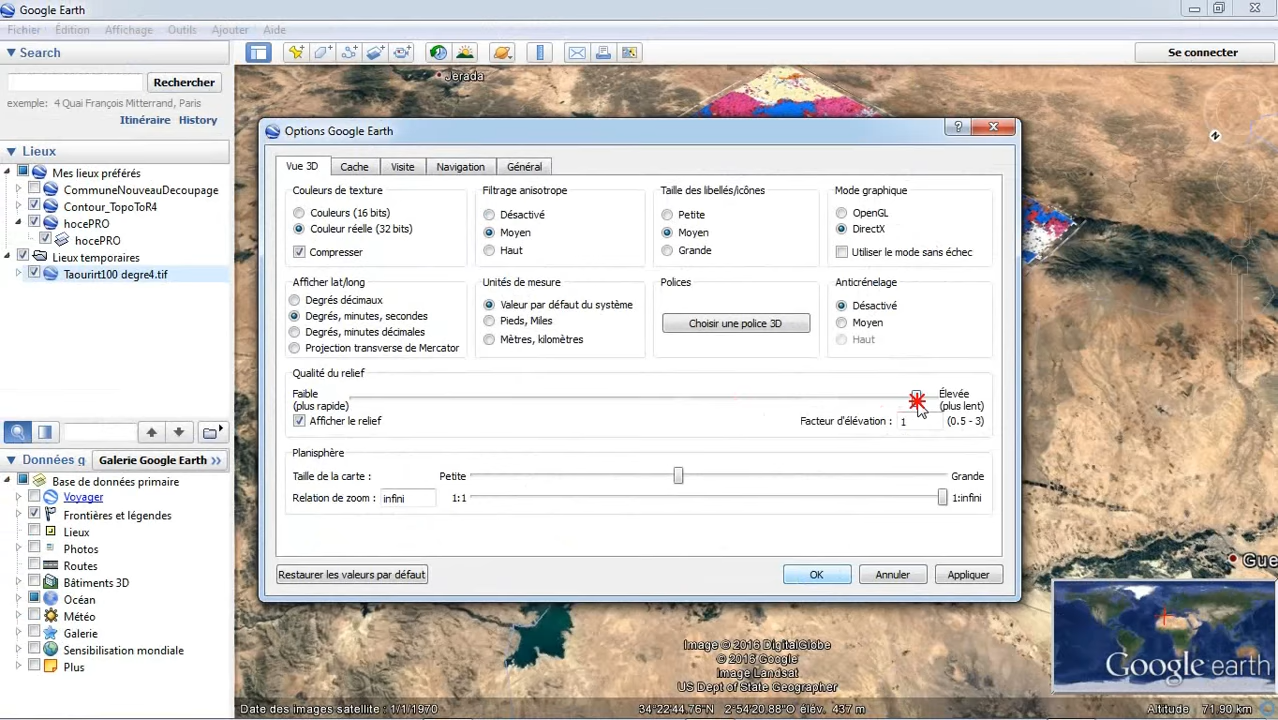 Google Earth
Fichier Édition Affichage Outils Ajouter Aide
Search
Rechercher
exemple: 4 Quai François Mitterrand, Paris
Itinéraire History
Lieux
Mes lieux préférés
CommuneNouveauDecoupage
Contour_TopoToR4
hocePRO
hocePRO
Lieux temporaires
Taourirt100 degre4.tif
Données g
Galerie Google Earth >>
Base de données primaire
Voyager
Frontières et légendes
Lieux
Photos
Routes
Bâtiments 3D
Océan
Météo
Galerie
Sensibilisation mondiale
Plus
Se connecter
Jerada
N
Options Google Earth
?
Vue 3D Cache Visite Navigation Général
Couleurs de texture
Couleurs (16 bits)
Couleur réelle (32 bits)
Compresser
Filtrage anisotrope
Désactivé
Moyen
Haut
Taille des libellés/icônes
Petite
Moyen
Grande
Mode graphique
OpenGL
DirectX
Utiliser le mode sans échec
Afficher lat/long
Degrés décimaux
Degrés, minutes, secondes
Degrés, minutes décimales
Projection transverse de Mercator
Unités de mesure
Valeur par défaut du système
Pieds, Miles
Mètres, kilomètres
Polices
Choisir une police 3D
Anticrénelage
Désactivé
Moyen
Haut
Qualité du relief
Faible
(plus rapide)
Élevée
(plus lent)
Afficher le relief
Facteur d'élévation : 1 (0.5 - 3)
Planisphère
Taille de la carte : Petite Grande
Relation de zoom : infini 1:1 1:infini
Restaurer les valeurs par défaut
OK Annuler Appliquer
Gue
Image © 2016 DigitalGlobe
© 2016 Google
Image Landsat
US Dept of State Geographer
Google earth
Date des images satellite : 1/1/1970 34°22'44.76"N 2°54'20.88"O élév. 437 m Altitude 71.90 km